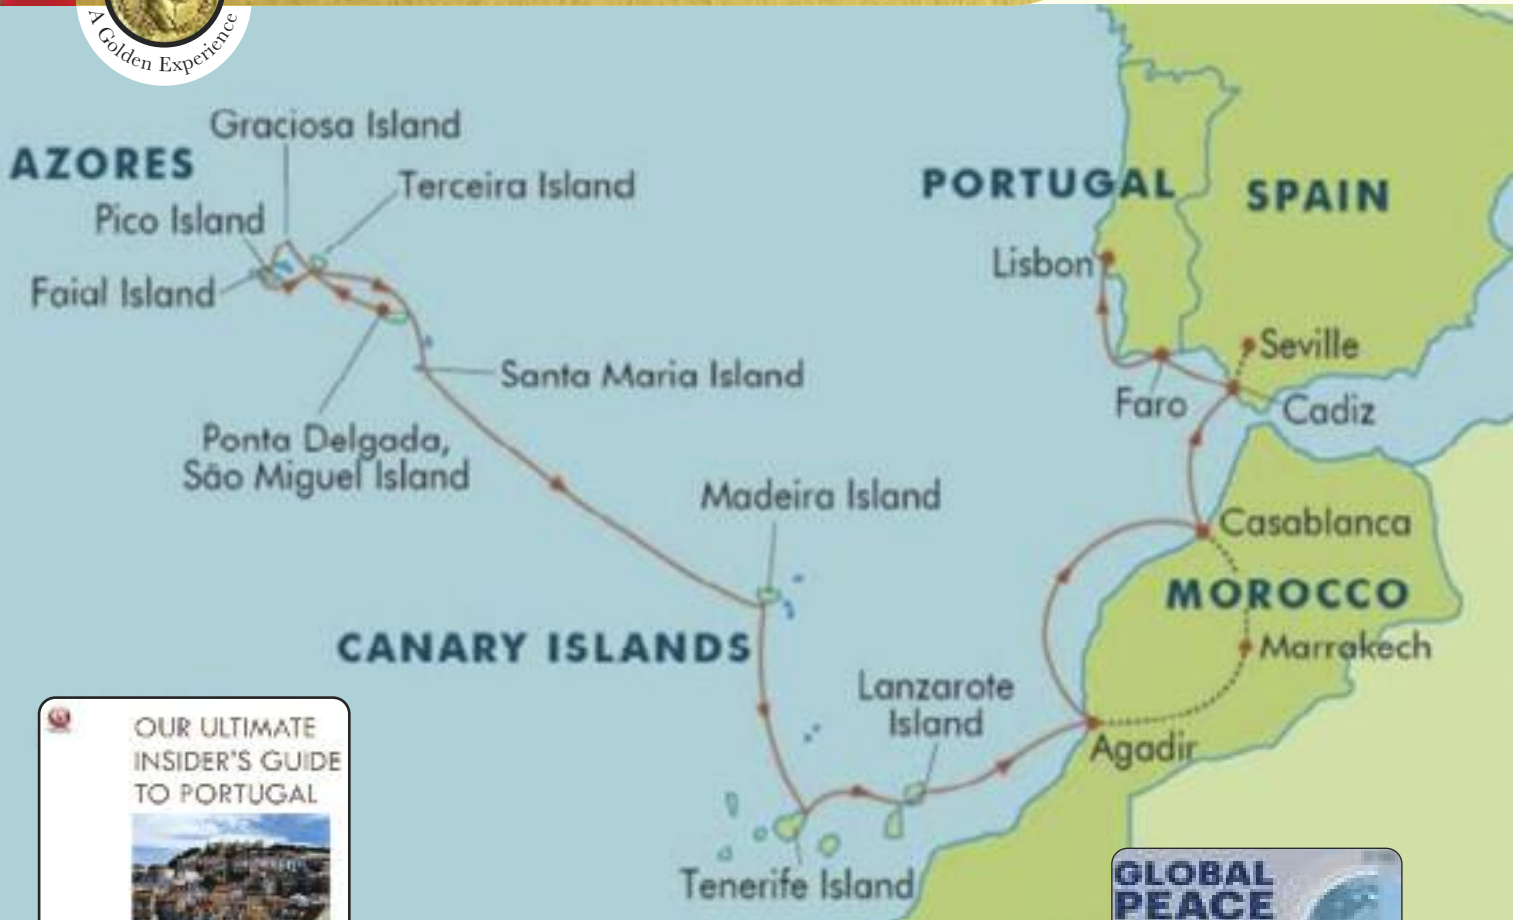 A Golden Experience
Graciosa Island
AZORES
Terceira Island
Pico Island
Faial Island
PORTUGAL
SPAIN
Lisbon
Seville
Santa Maria Island
Faro
Cadiz
Ponta Delgada,
São Miguel Island
Madeira Island
Casablanca
MOROCCO
CANARY ISLANDS
Marrakech
Lanzarote
Island
Agadir
Tenerife Island
OUR ULTIMATE
INSIDER'S GUIDE
TO PORTUGAL
GLOBAL
PEACE